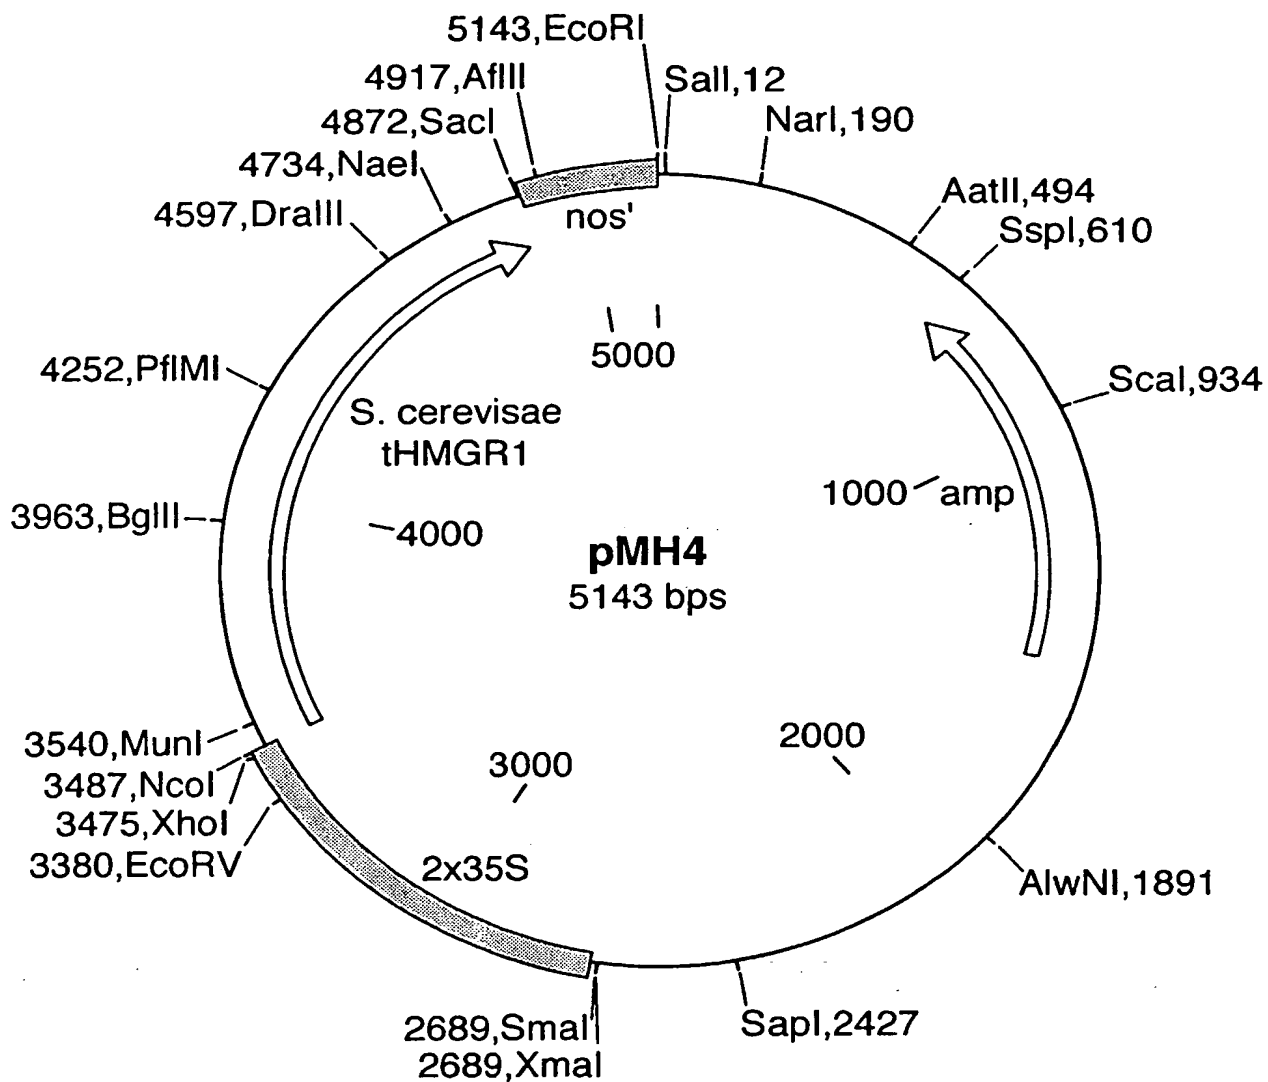 5143,EcoRI
4917,AflIII
4872,SacI
4734,NaeI
4597,DraIII
SalI,12
NarI,190
AatII,494
SspI,610
nos'
5000
4252,PflMI
ScaI,934
S. cerevisae
tHMGR1
1000
amp
3963,BglII
4000
pMH4
5143 bps
3540,MunI
3487,NcoI
3475,XhoI
3380,EcoRV
3000
2000
2x35S
AlwNI,1891
2689,SmaI
2689,XmaI
SapI,2427